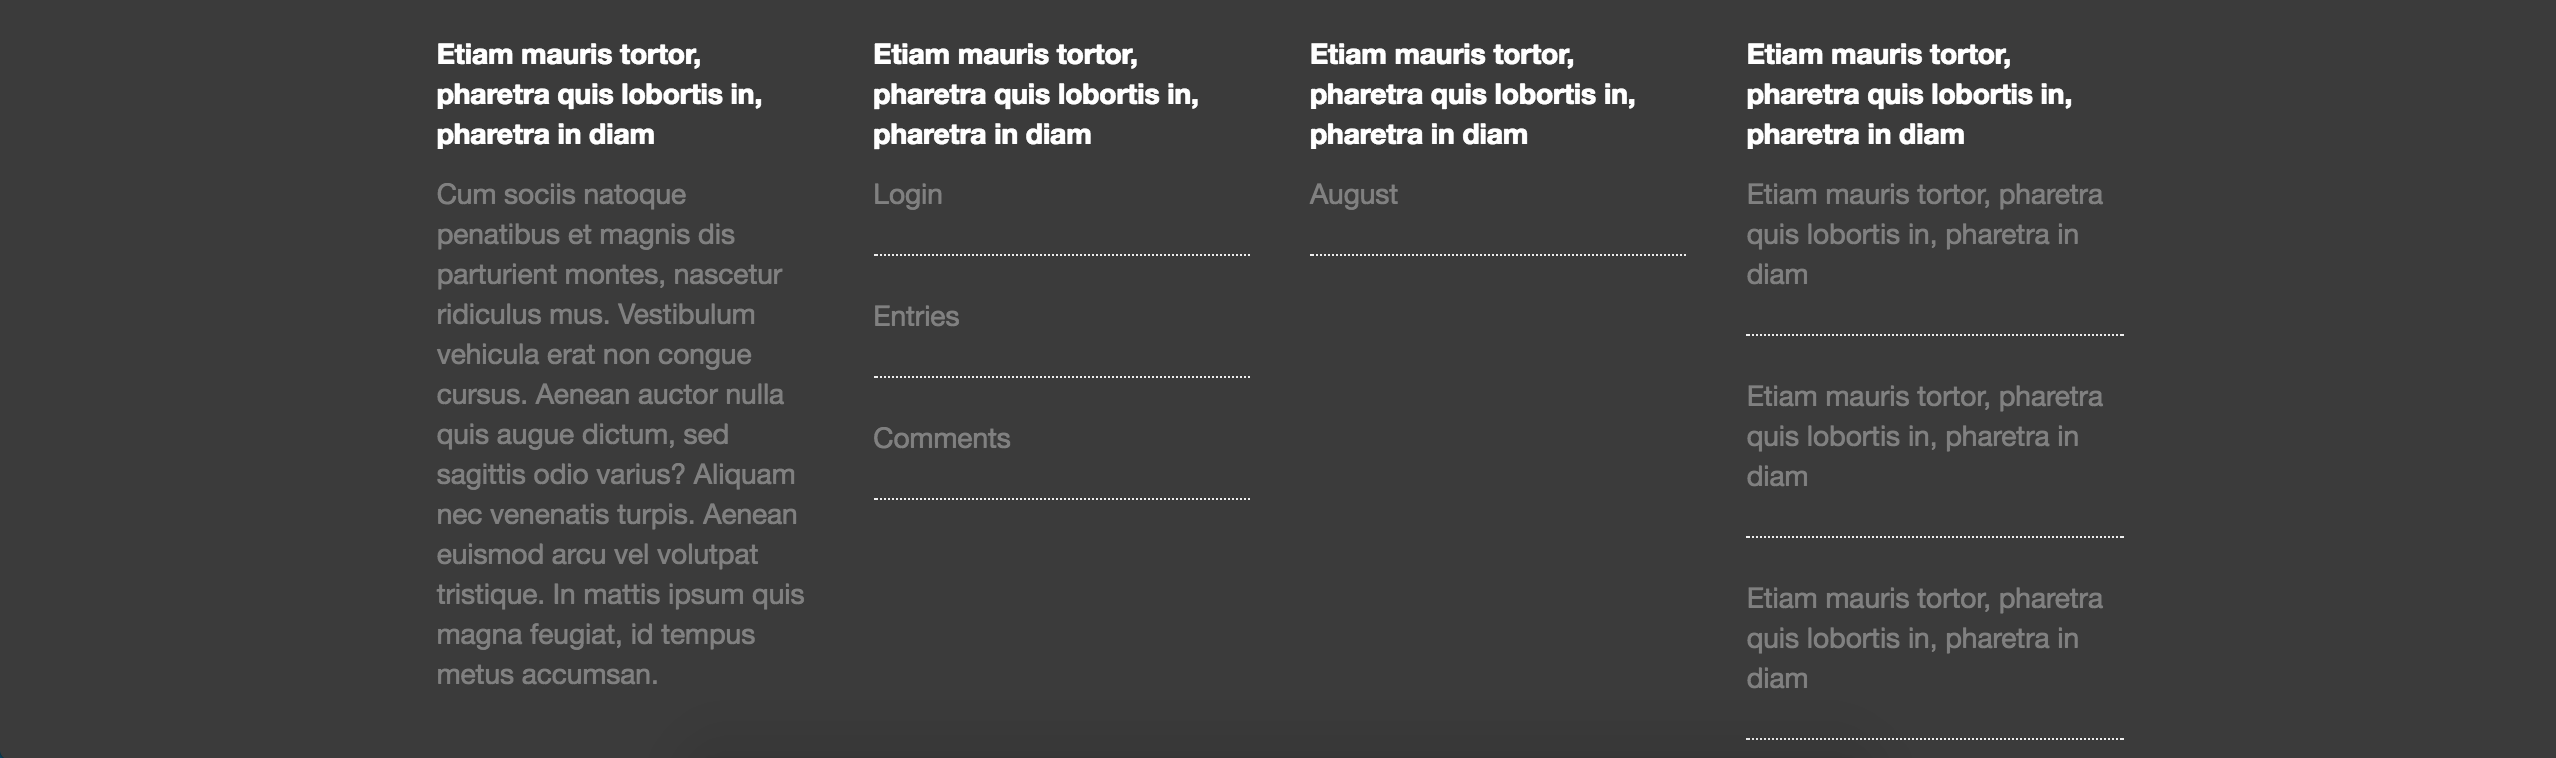 Etiam mauris tortor,
pharetra quis lobortis in,
pharetra in diam
Cum sociis natoque
penatibus et magnis dis
parturient montes, nascetur
ridiculus mus. Vestibulum
vehicula erat non congue
cursus. Aenean auctor nulla
quis augue dictum, sed
sagittis odio varius? Aliquam
nec venenatis turpis. Aenean
euismod arcu vel volutpat
tristique. In mattis ipsum quis
magna feugiat, id tempus
metus accumsan.
Etiam mauris tortor,
pharetra quis lobortis in,
pharetra in diam
Login
Entries
Comments
Etiam mauris tortor,
pharetra quis lobortis in,
pharetra in diam
August
Etiam mauris tortor,
pharetra quis lobortis in,
pharetra in diam
Etiam mauris tortor, pharetra
quis lobortis in, pharetra in
diam
Etiam mauris tortor, pharetra
quis lobortis in, pharetra in
diam
Etiam mauris tortor, pharetra
quis lobortis in, pharetra in
diam